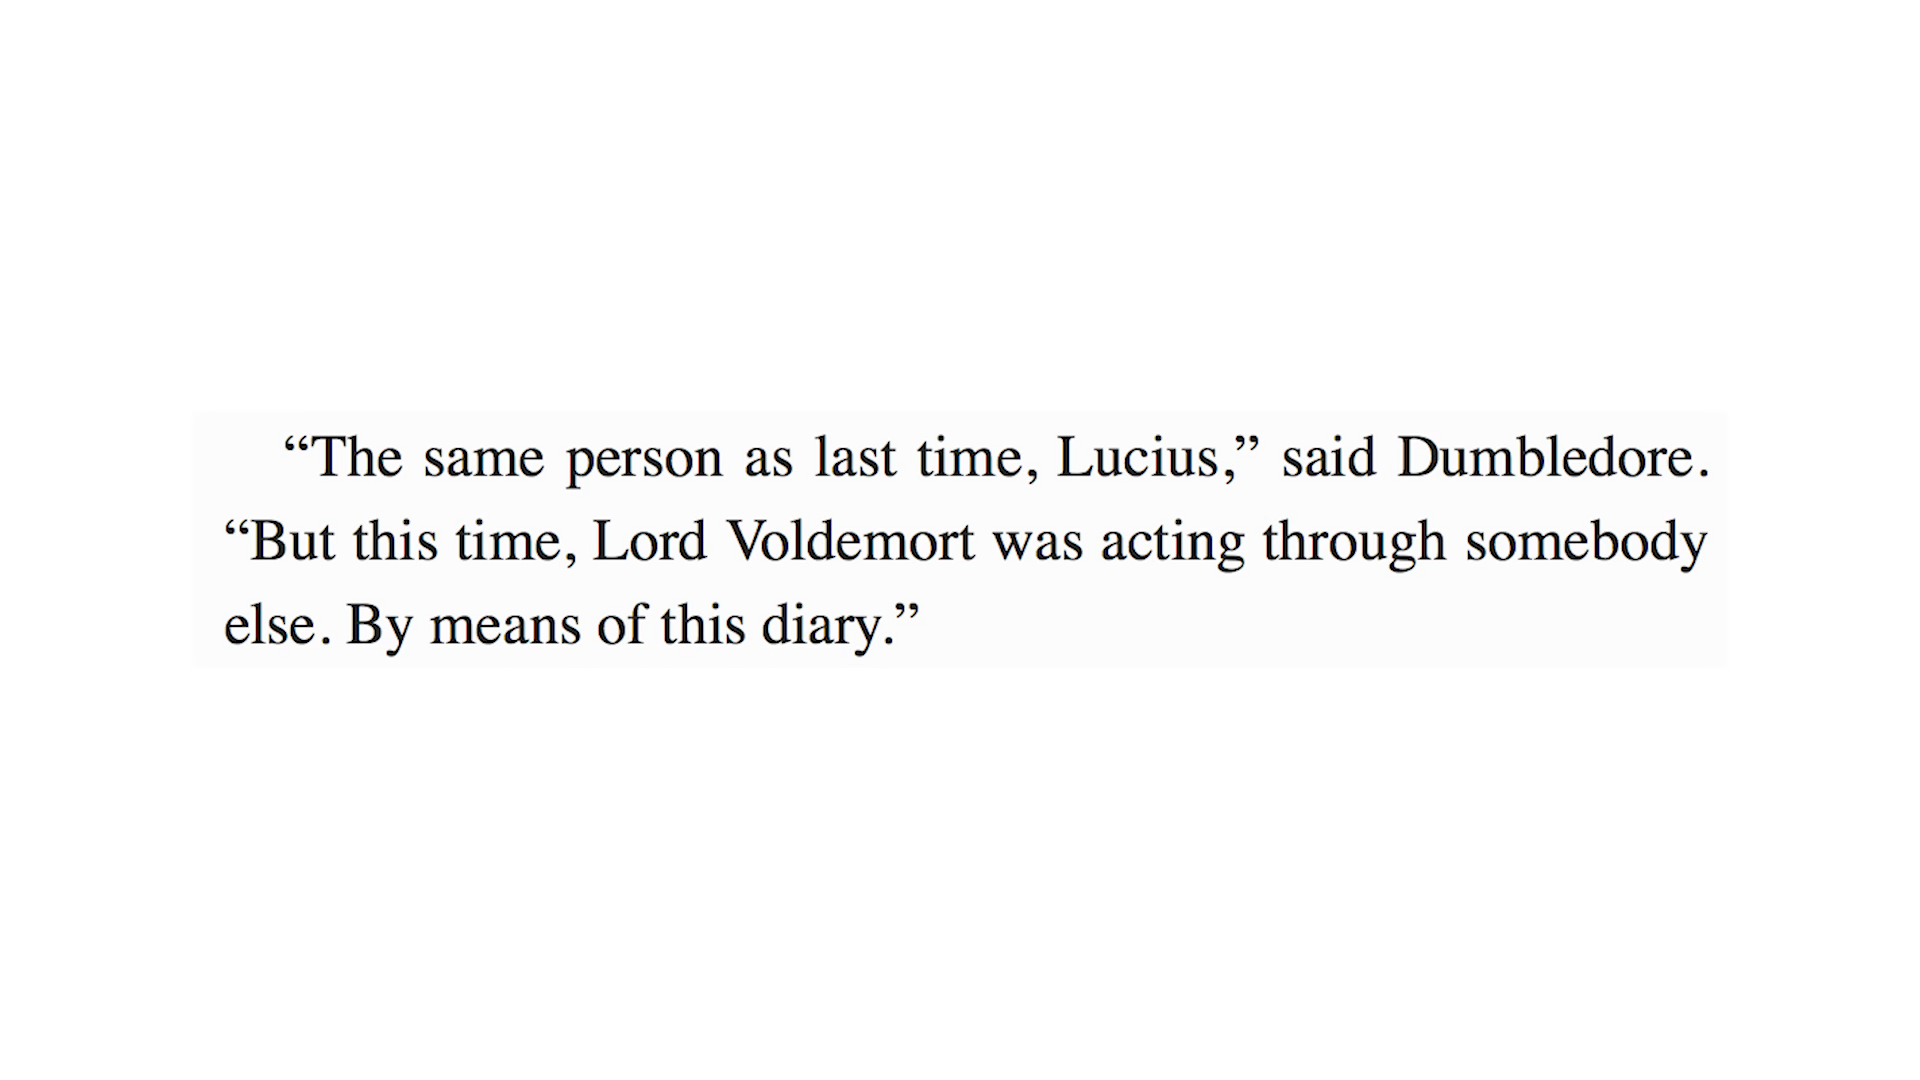 “The same person as last time, Lucius,” said Dumbledore.
“But this time, Lord Voldemort was acting through somebody
else. By means of this diary.”